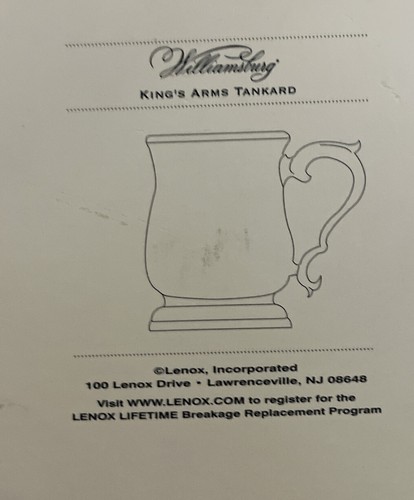 Williamsburg
KING'S ARMS TANKARD
©Lenox, Incorporated
100 Lenox Drive • Lawrenceville, NJ 08648
Visit WWW.LENOX.COM to register for the
LENOX LIFETIME Breakage Replacement Program